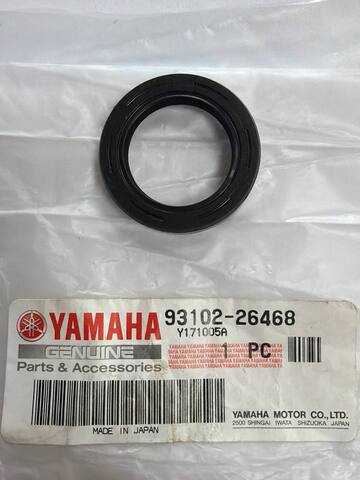 YAMAHA 93102-26468
Y171005A
GENUINE 1 PC
Parts & Accessories
YAMAHA MOTOR CO.,LTD.
2500 SHINGAI IWATA SHIZUOKA JAPAN
MADE IN JAPAN